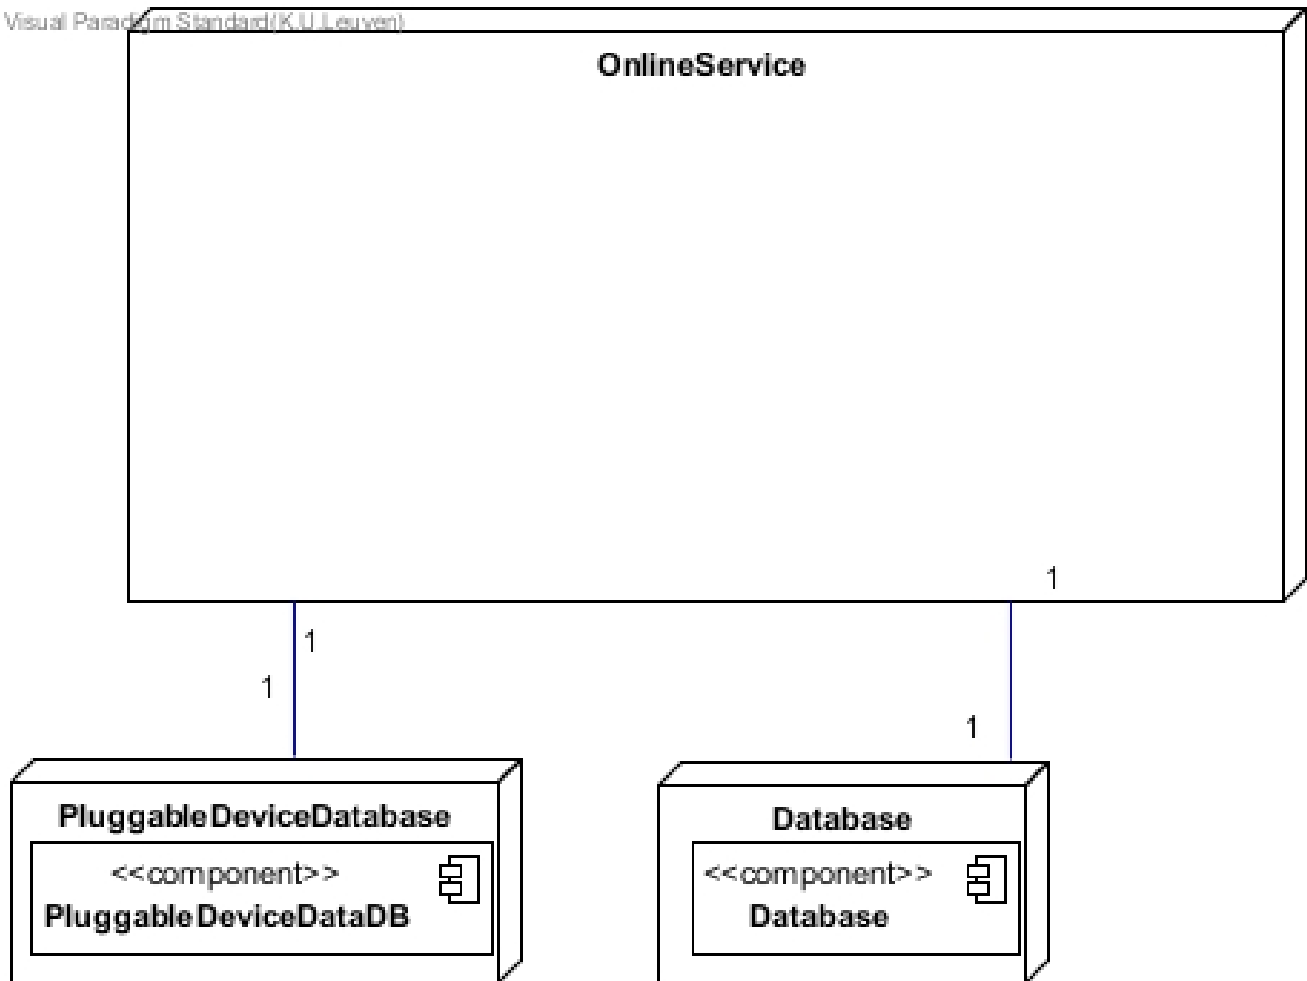 Visual Paradigm Standard(K.U.Leuven)
OnlineService
1
1
1
1
PluggableDeviceDatabase
<<component>>
PluggableDeviceDataDB
Database
<<component>>
Database